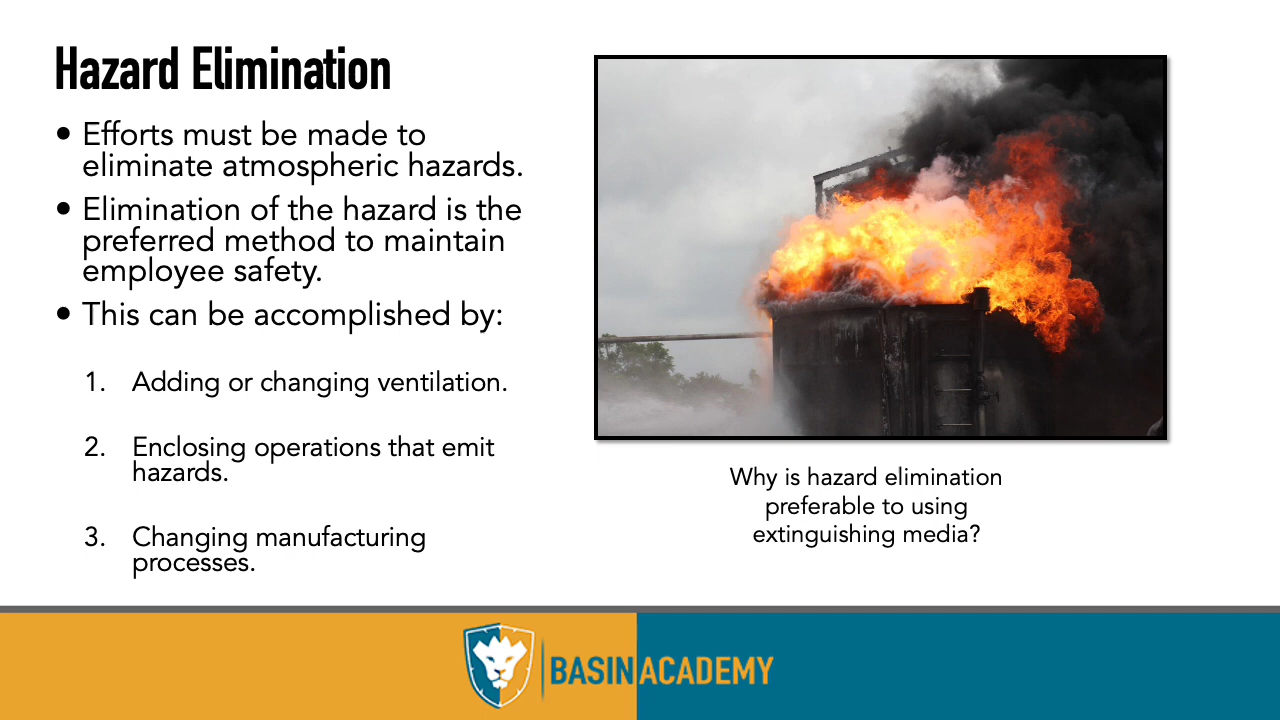 Hazard Elimination
• Efforts must be made to
eliminate atmospheric hazards.
• Elimination of the hazard is the
preferred method to maintain
employee safety.
• This can be accomplished by:
1. Adding or changing ventilation.
2. Enclosing operations that emit
hazards.
3. Changing manufacturing
processes.
Why is hazard elimination
preferable to using
extinguishing media?
BASIN ACADEMY